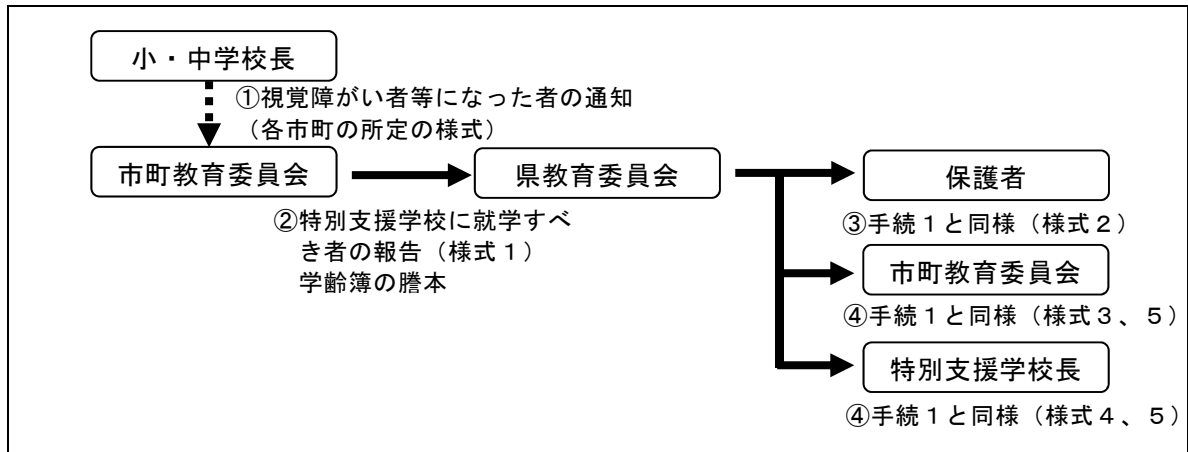 小・中学校長
①視覚障がい者等になった者の通知
（各市町の所定の様式）
市町教育委員会
県教育委員会
保護者
②特別支援学校に就学すべ
き者の報告（様式１）
学齢簿の謄本
③手続１と同様（様式２）
市町教育委員会
④手続１と同様（様式３、５）
特別支援学校長
④手続１と同様（様式４、５）